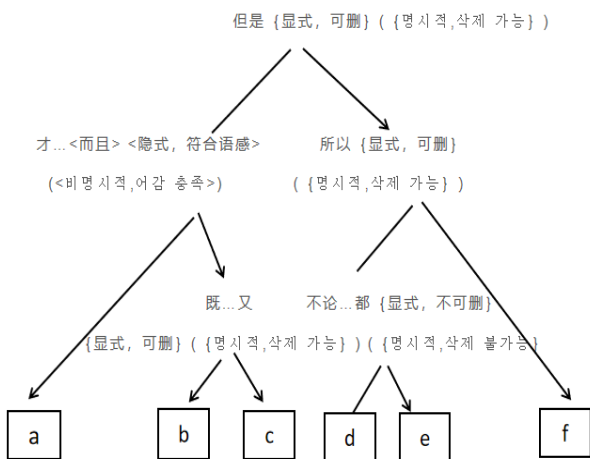 但是 {显式, 可删} ( {명시적,삭제 가능} )
才…<而且> <隐式, 符合语感>
所以 {显式, 可删}
(<비명시적,어감 충족>)
( {명시적,삭제 가능} )
既…又
不论…都 {显式, 不可删}
{显式, 可删} ( {명시적,삭제 가능} )
( {명시적,삭제 불가능}
a
b
c
d
e
f